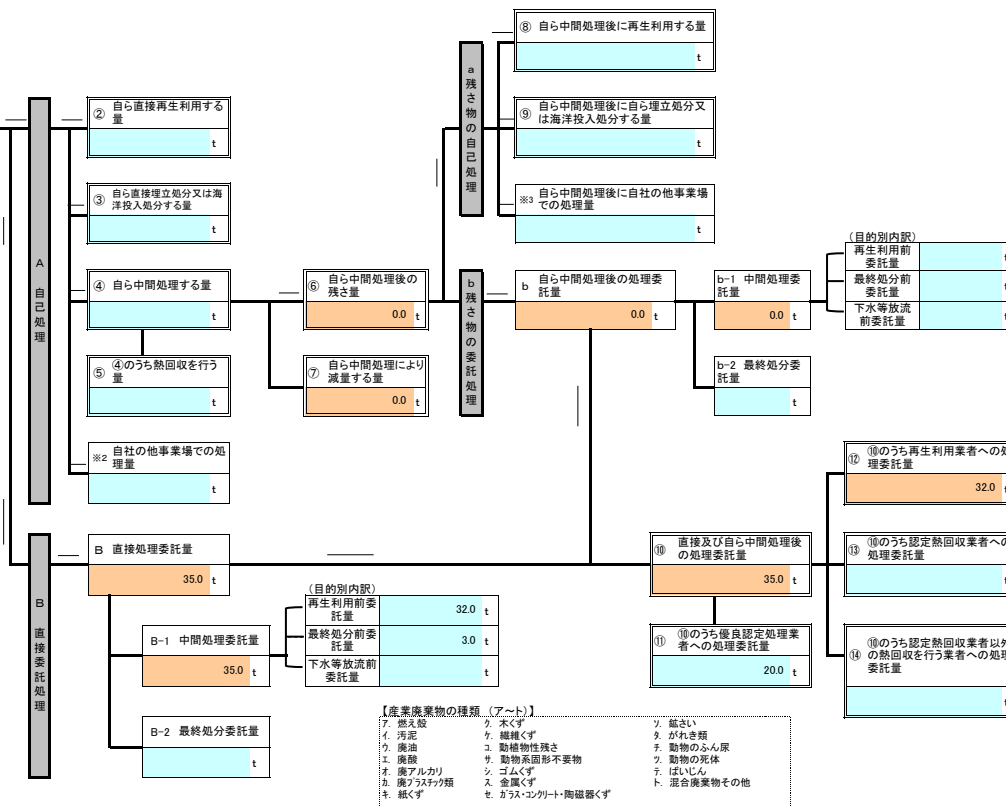 ⑧ 自ら中間処理後に再生利用する量
t
a 残さ物の自己処理
② 自ら直接再生利用する
量
t
⑨ 自ら中間処理後に自ら埋立処分又
は海洋投入処分する量
t
③ 自ら直接埋立処分又は海
洋投入処分する量
t
※3 自ら中間処理後に自社の他事業場
での処理量
t
A 自己処理
④ 自ら中間処理する量
t
⑥ 自ら中間処理後の
残さ量
0.0 t
b 残さ物の委託処理
b 自ら中間処理後の処理委
託量
0.0 t
b-1 中間処理委
託量
0.0 t
(目的別内訳)
再生利用前
委託量
t
最終処分前
委託量
t
下水等放流
前委託量
t
⑤ ④のうち熱回収を行う
量
t
⑦ 自ら中間処理により
減量する量
0.0 t
b-2 最終処分委
託量
t
※2 自社の他事業場での処
理量
t
⑫ ⑩のうち再生利用業者への処
理委託量
32.0 t
B 直接委託処理
B 直接処理委託量
35.0 t
⑩ 直接及び自ら中間処理後
の処理委託量
35.0 t
⑬ ⑩のうち認定熱回収業者への
処理委託量
t
(目的別内訳)
再生利用前委
託量
32.0 t
最終処分前委
託量
3.0 t
下水等放流前
委託量
t
B-1 中間処理委託量
35.0 t
⑪ ⑩のうち優良認定処理業
者への処理委託量
20.0 t
⑭ ⑩のうち認定熱回収業者以外
の熱回収を行う業者への処理
委託量
t
B-2 最終処分委託量
t
【産業廃棄物の種類 (ア~ト)】
ア. 燃え殻 ク. 木くず ソ. 鉱さい
イ. 汚泥 ケ. 繊維くず タ. がれき類
ウ. 廃油 コ. 動植物性残さ チ. 動物のふん尿
エ. 廃酸 サ. 動物系固形不要物 ツ. 動物の死体
オ. 廃アルカリ シ. ゴムくず テ. ばいじん
カ. 廃プラスチック類 ス. 金属くず ト. 混合廃棄物その他
キ. 紙くず セ. ガラス・コンクリート・陶磁器くず